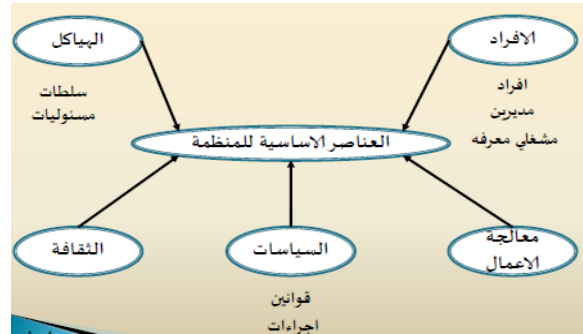 الافراد
الهياكل
افراد
مديرين
مشغلي معرفه
سلطات
مسئوليات
العناصر الاساسية للمنظمة
معالجة
الاعمال
السياسات
الثقافة
قوانين
اجراءات